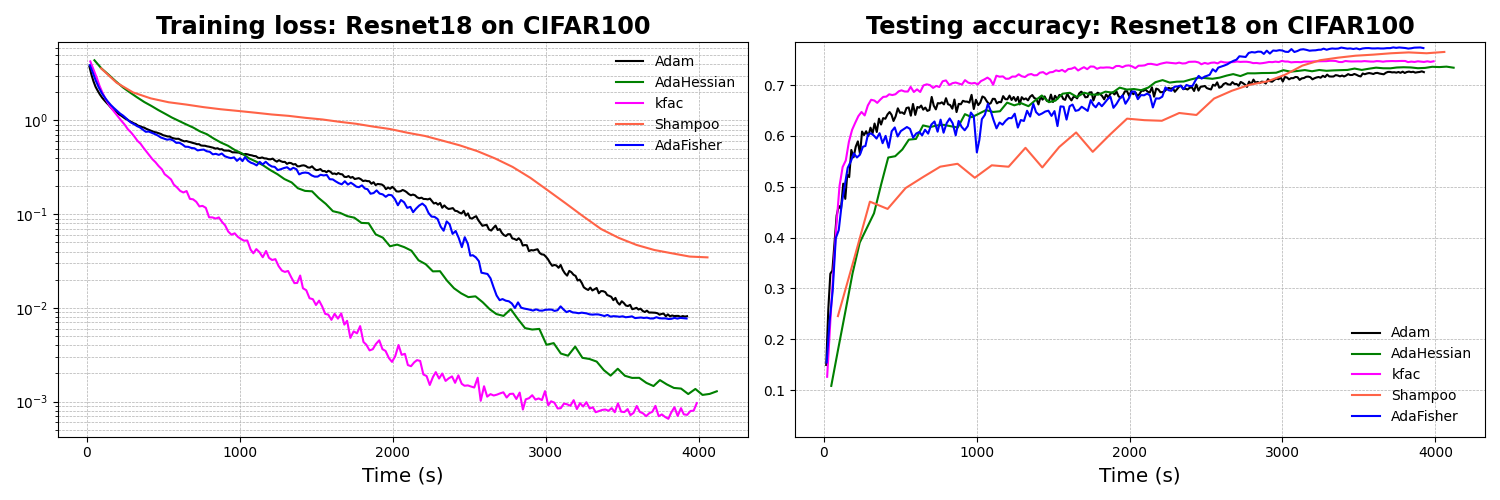 Training loss: Resnet18 on CIFAR100
10⁰
10⁻¹
10⁻²
10⁻³
Adam
AdaHessian
kfac
Shampoo
AdaFisher
0 1000 2000 3000 4000
Time (s)
Testing accuracy: Resnet18 on CIFAR100
0.7
0.6
0.5
0.4
0.3
0.2
0.1
Adam
AdaHessian
kfac
Shampoo
AdaFisher
0 1000 2000 3000 4000
Time (s)